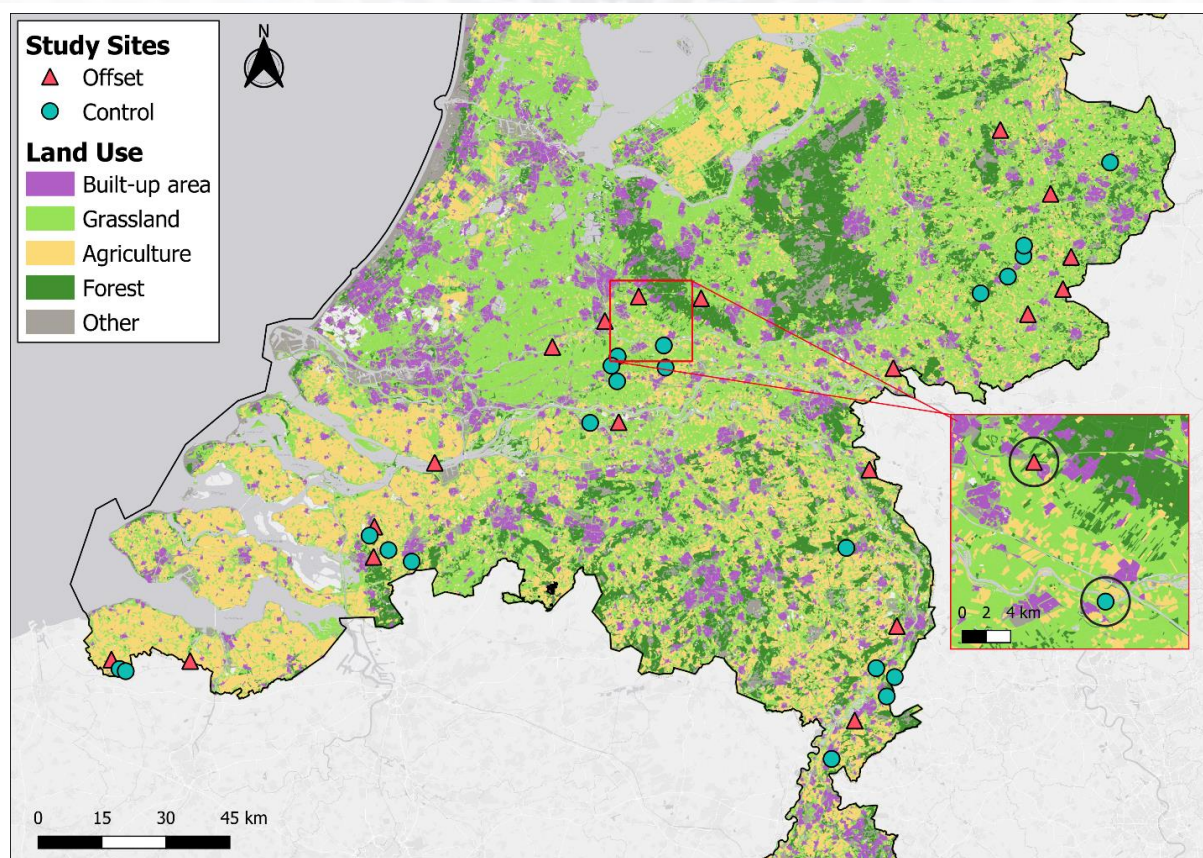 Study Sites
Offset
Control
Land Use
Built-up area
Grassland
Agriculture
Forest
Other
N
0 2 4 km
0 15 30 45 km